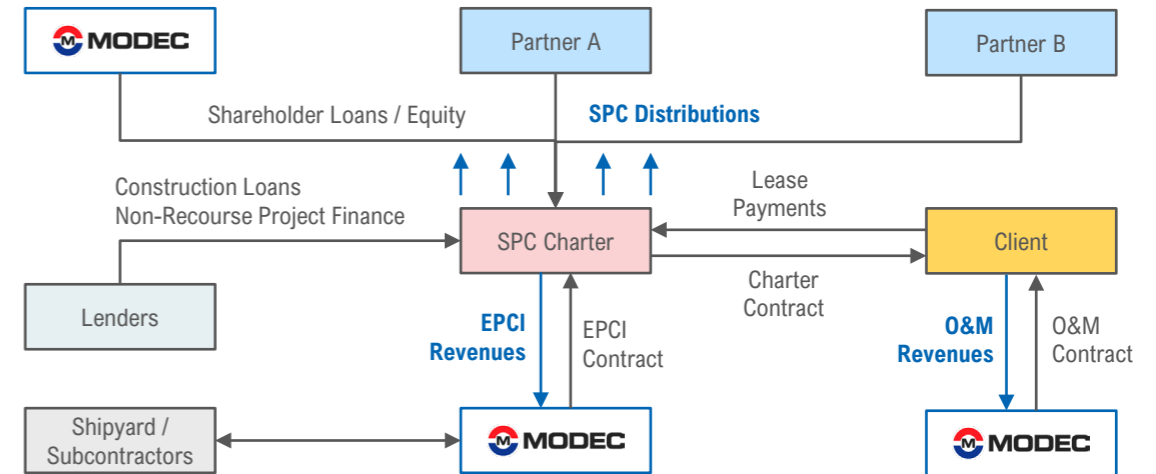 MODEC
Partner A
Partner B
Shareholder Loans / Equity
SPC Distributions
Construction Loans
Non-Recourse Project Finance
Lease
Payments
SPC Charter
Client
Charter
Contract
Lenders
EPCI
Revenues
EPCI
Contract
O&M
Revenues
O&M
Contract
Shipyard /
Subcontractors
M MODEC
M MODEC